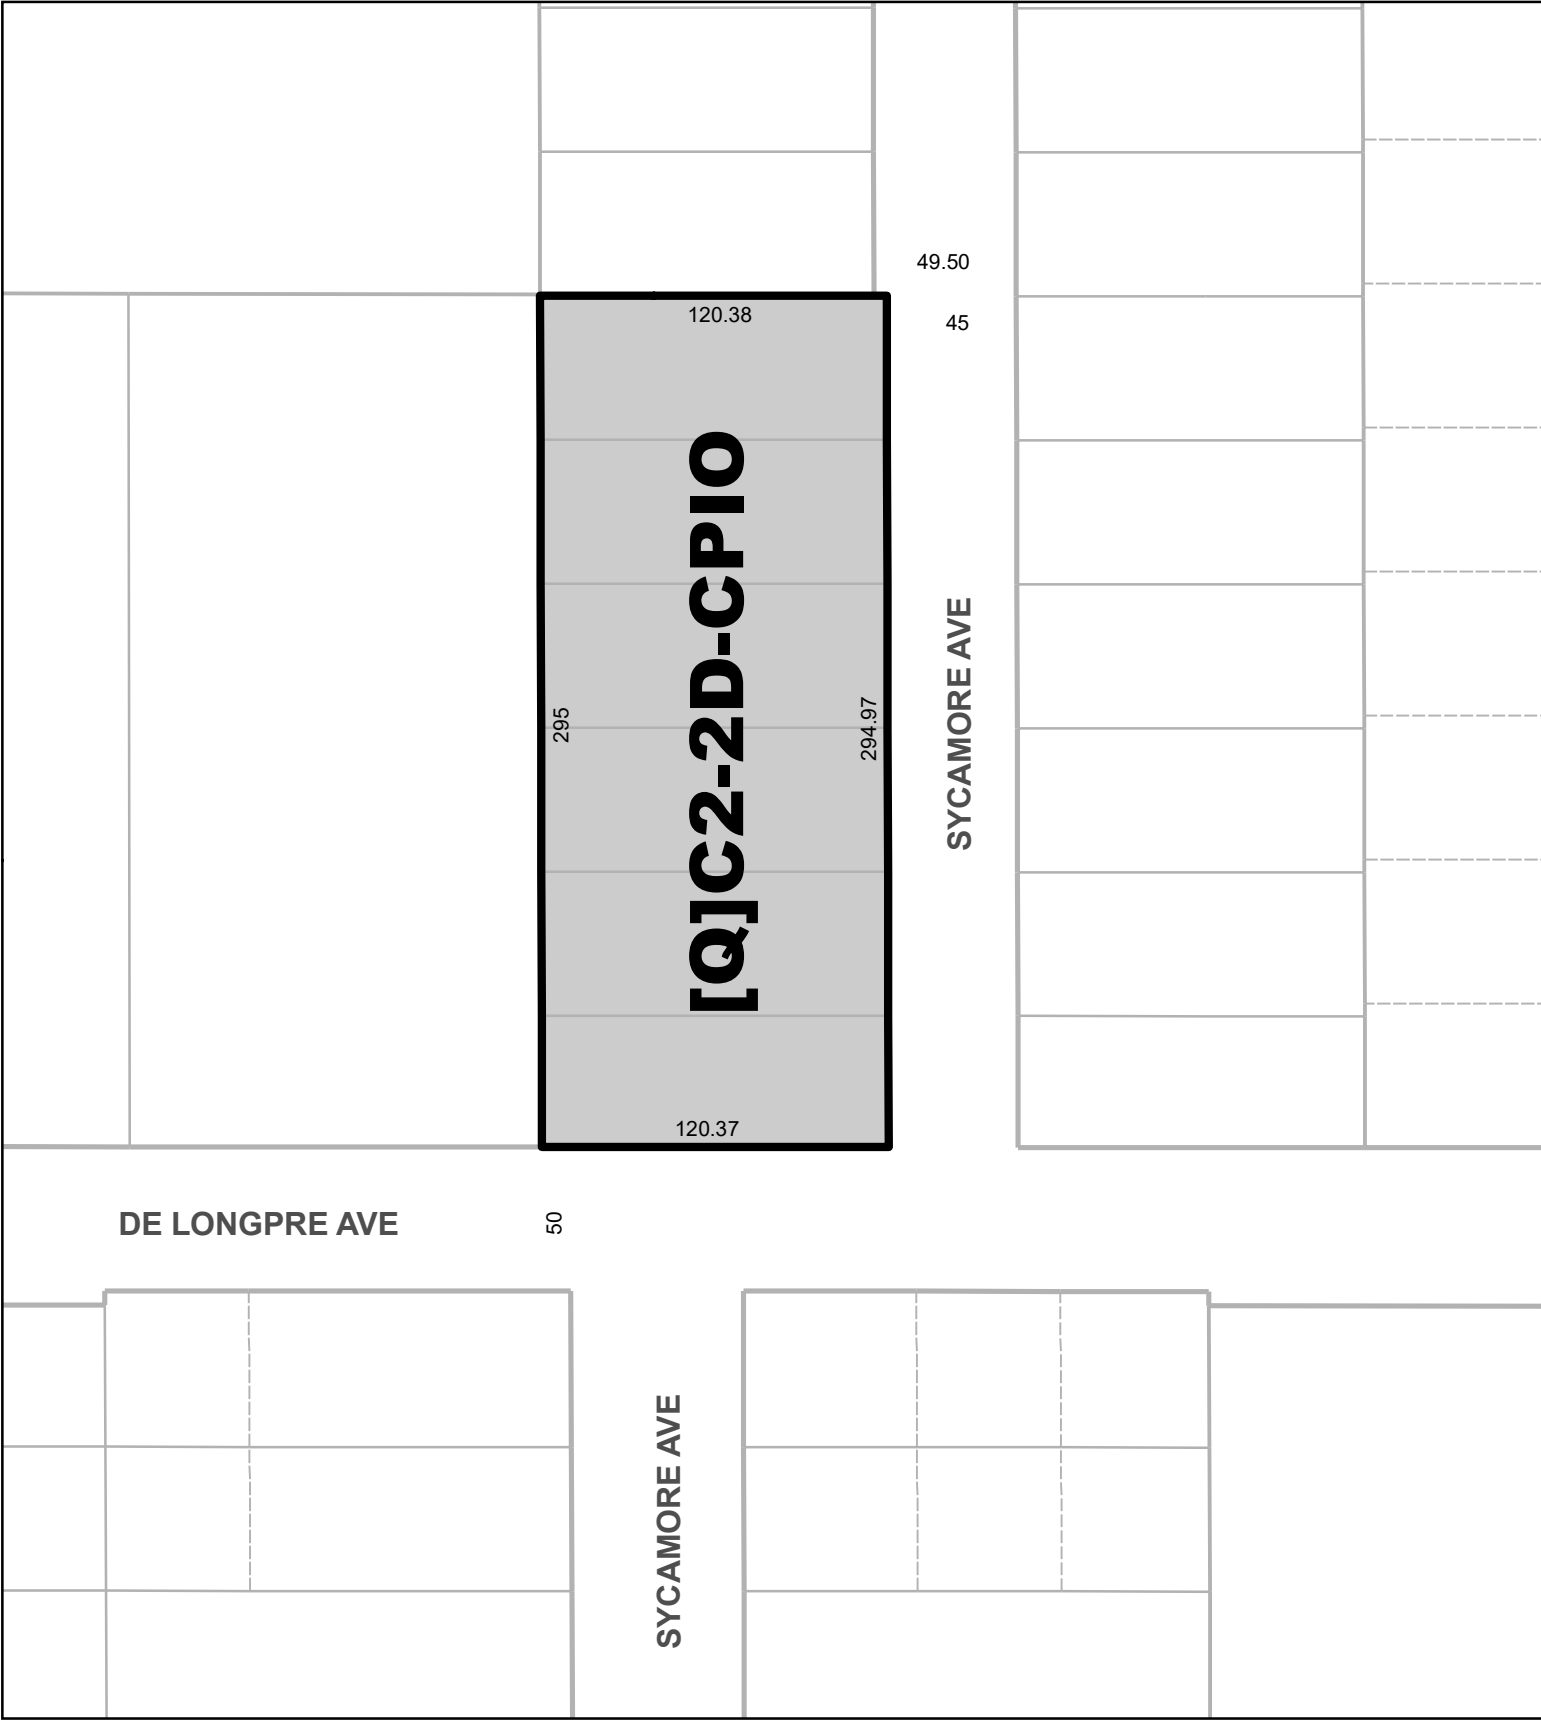 49.50
120.38
45
[Q]C2-2D-CPIO
SYCAMORE AVE
295
294.97
120.37
DE LONGPRE AVE
50
SYCAMORE AVE